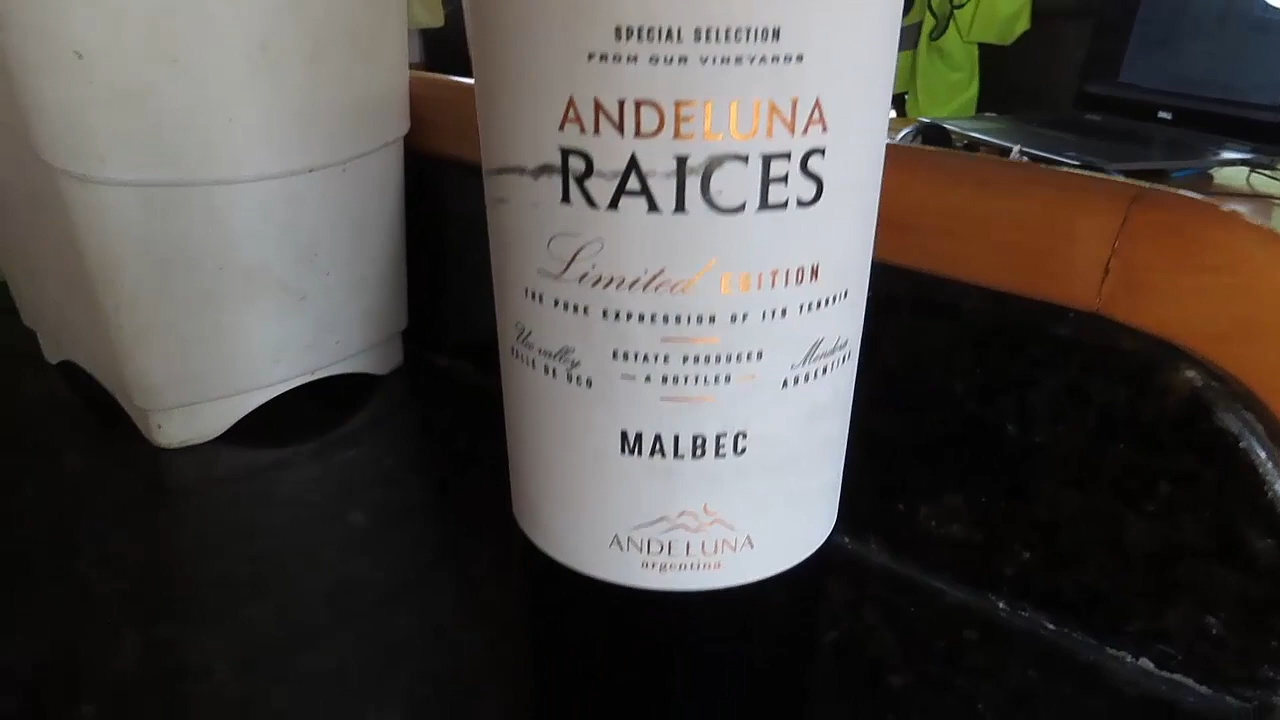 SPECIAL SELECTION
FROM OUR VINEYARDS
ANDELUNA
RAICES
Limited EDITION
THE PURE EXPRESSION OF ITS TERROIR
Uco valley
VALLE DE UCO
ESTATE PRODUCED
& BOTTLED
Mendoza
ARGENTINA
MALBEC
ANDELUNA
argentina
DELL